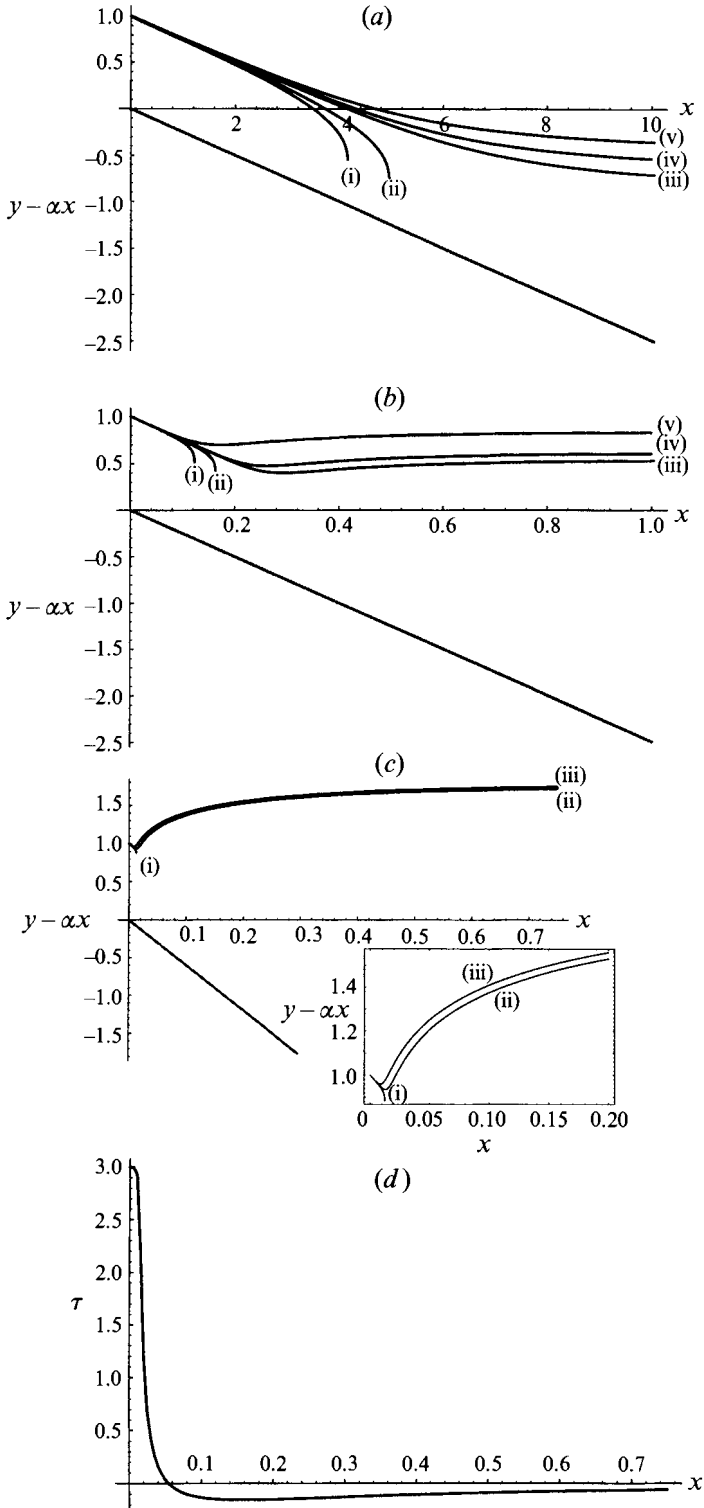 (a)
1.0
0.5
2 4 6 8 10 x
(v)
(iv)
(iii)
(i) (ii)
−0.5
−1.0
y − αx
−1.5
−2.0
−2.5
(b)
1.0
0.5
(v)
(iv)
(iii)
(i) (ii)
0.2 0.4 0.6 0.8 1.0 x
−0.5
y − αx
−1.0
−1.5
−2.0
−2.5
(c)
1.5
1.0
0.5
(iii)
(ii)
(i)
y − αx
0.1 0.2 0.3 0.4 0.5 0.6 0.7 x
−0.5
−1.0
−1.5
1.4
1.2
1.0
y − αx
(iii)
(ii)
(i)
0 0.05 0.10 0.15 0.20
x
(d)
3.0
2.5
2.0
τ
1.5
1.0
0.5
0.1 0.2 0.3 0.4 0.5 0.6 0.7 x